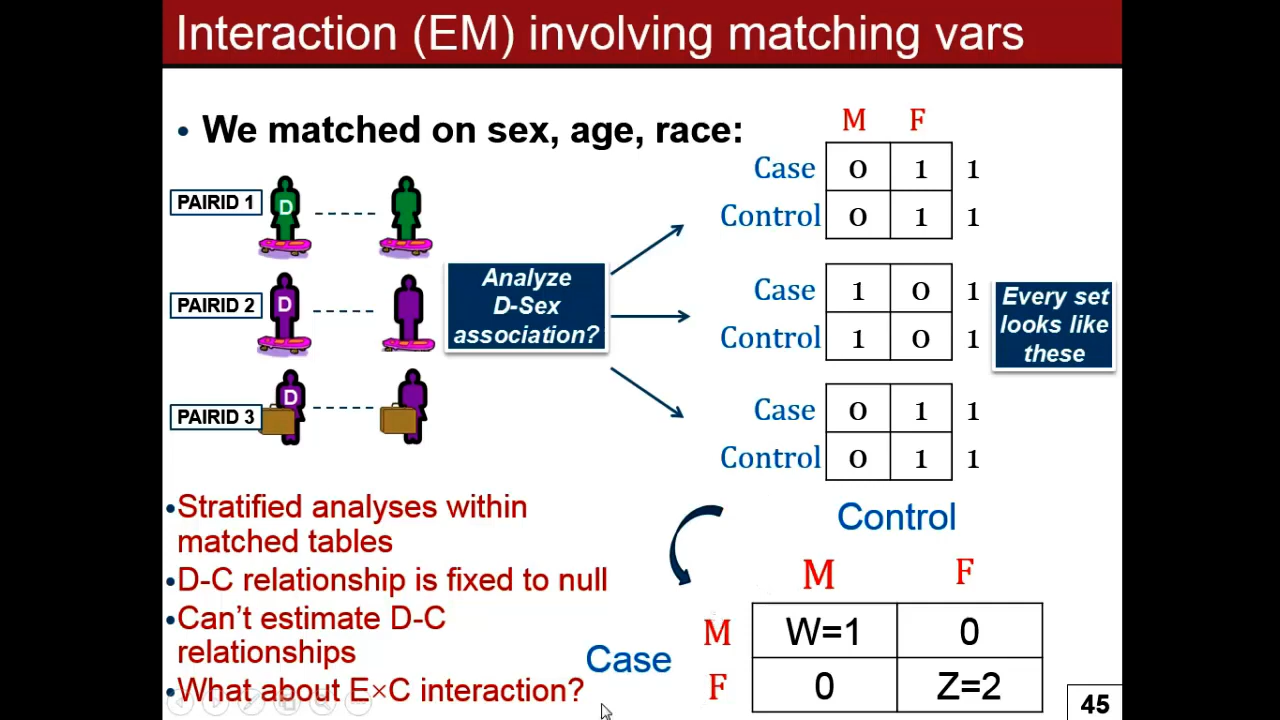 Interaction (EM) involving matching vars
• We matched on sex, age, race:
PAIRID 1
D
PAIRID 2
D
PAIRID 3
D
Analyze
D-Sex
association?
M F
Case 0 1 1
Control 0 1 1
Case 1 0 1
Control 1 0 1
Case 0 1 1
Control 0 1 1
Every set
looks like
these
•Stratified analyses within
matched tables
•D-C relationship is fixed to null
•Can't estimate D-C
relationships
•What about E×C interaction?
Control
M F
Case
M W=1 0
F 0 Z=2
45